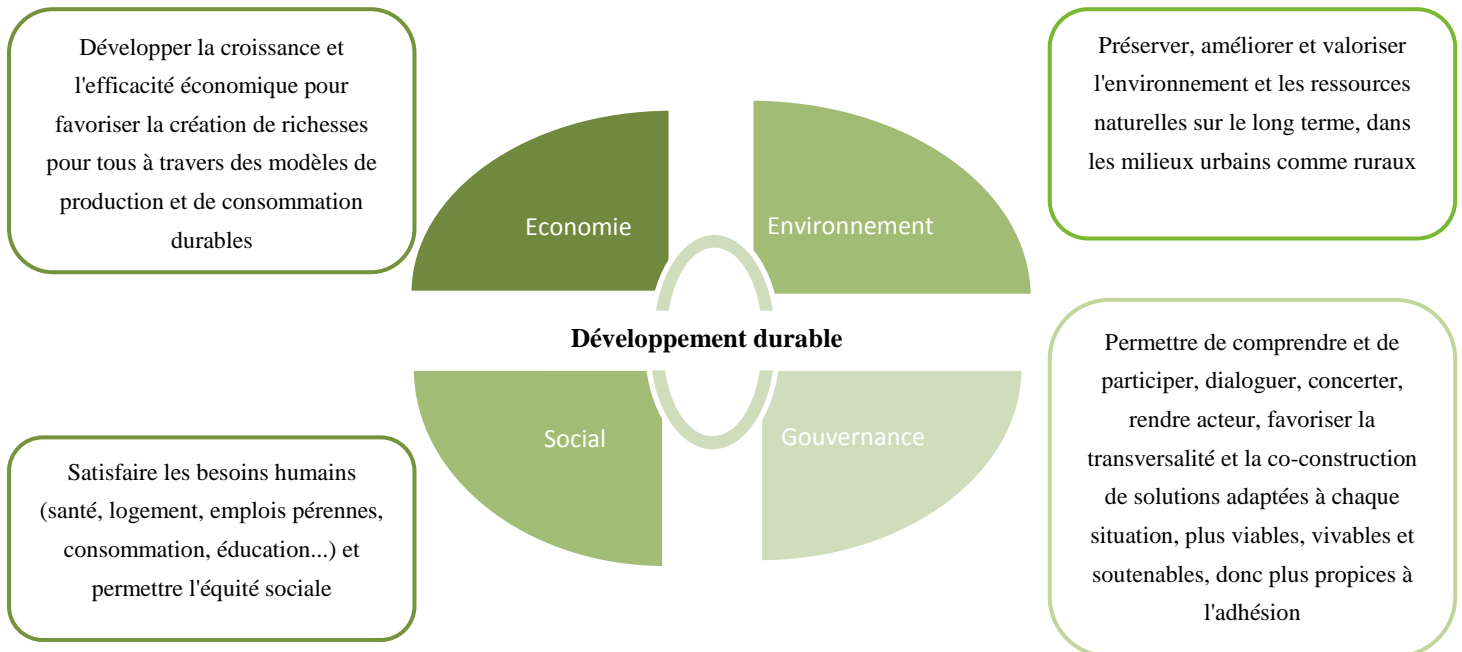 Développer la croissance et
l'efficacité économique pour
favoriser la création de richesses
pour tous à travers des modèles de
production et de consommation
durables
Préserver, améliorer et valoriser
l'environnement et les ressources
naturelles sur le long terme, dans
les milieux urbains comme ruraux
Economie
Environnement
Développement durable
Social
Gouvernance
Satisfaire les besoins humains
(santé, logement, emplois pérennes,
consommation, éducation...) et
permettre l'équité sociale
Permettre de comprendre et de
participer, dialoguer, concerter,
rendre acteur, favoriser la
transversalité et la co-construction
de solutions adaptées à chaque
situation, plus viables, vivables et
soutenables, donc plus propices à
l'adhésion